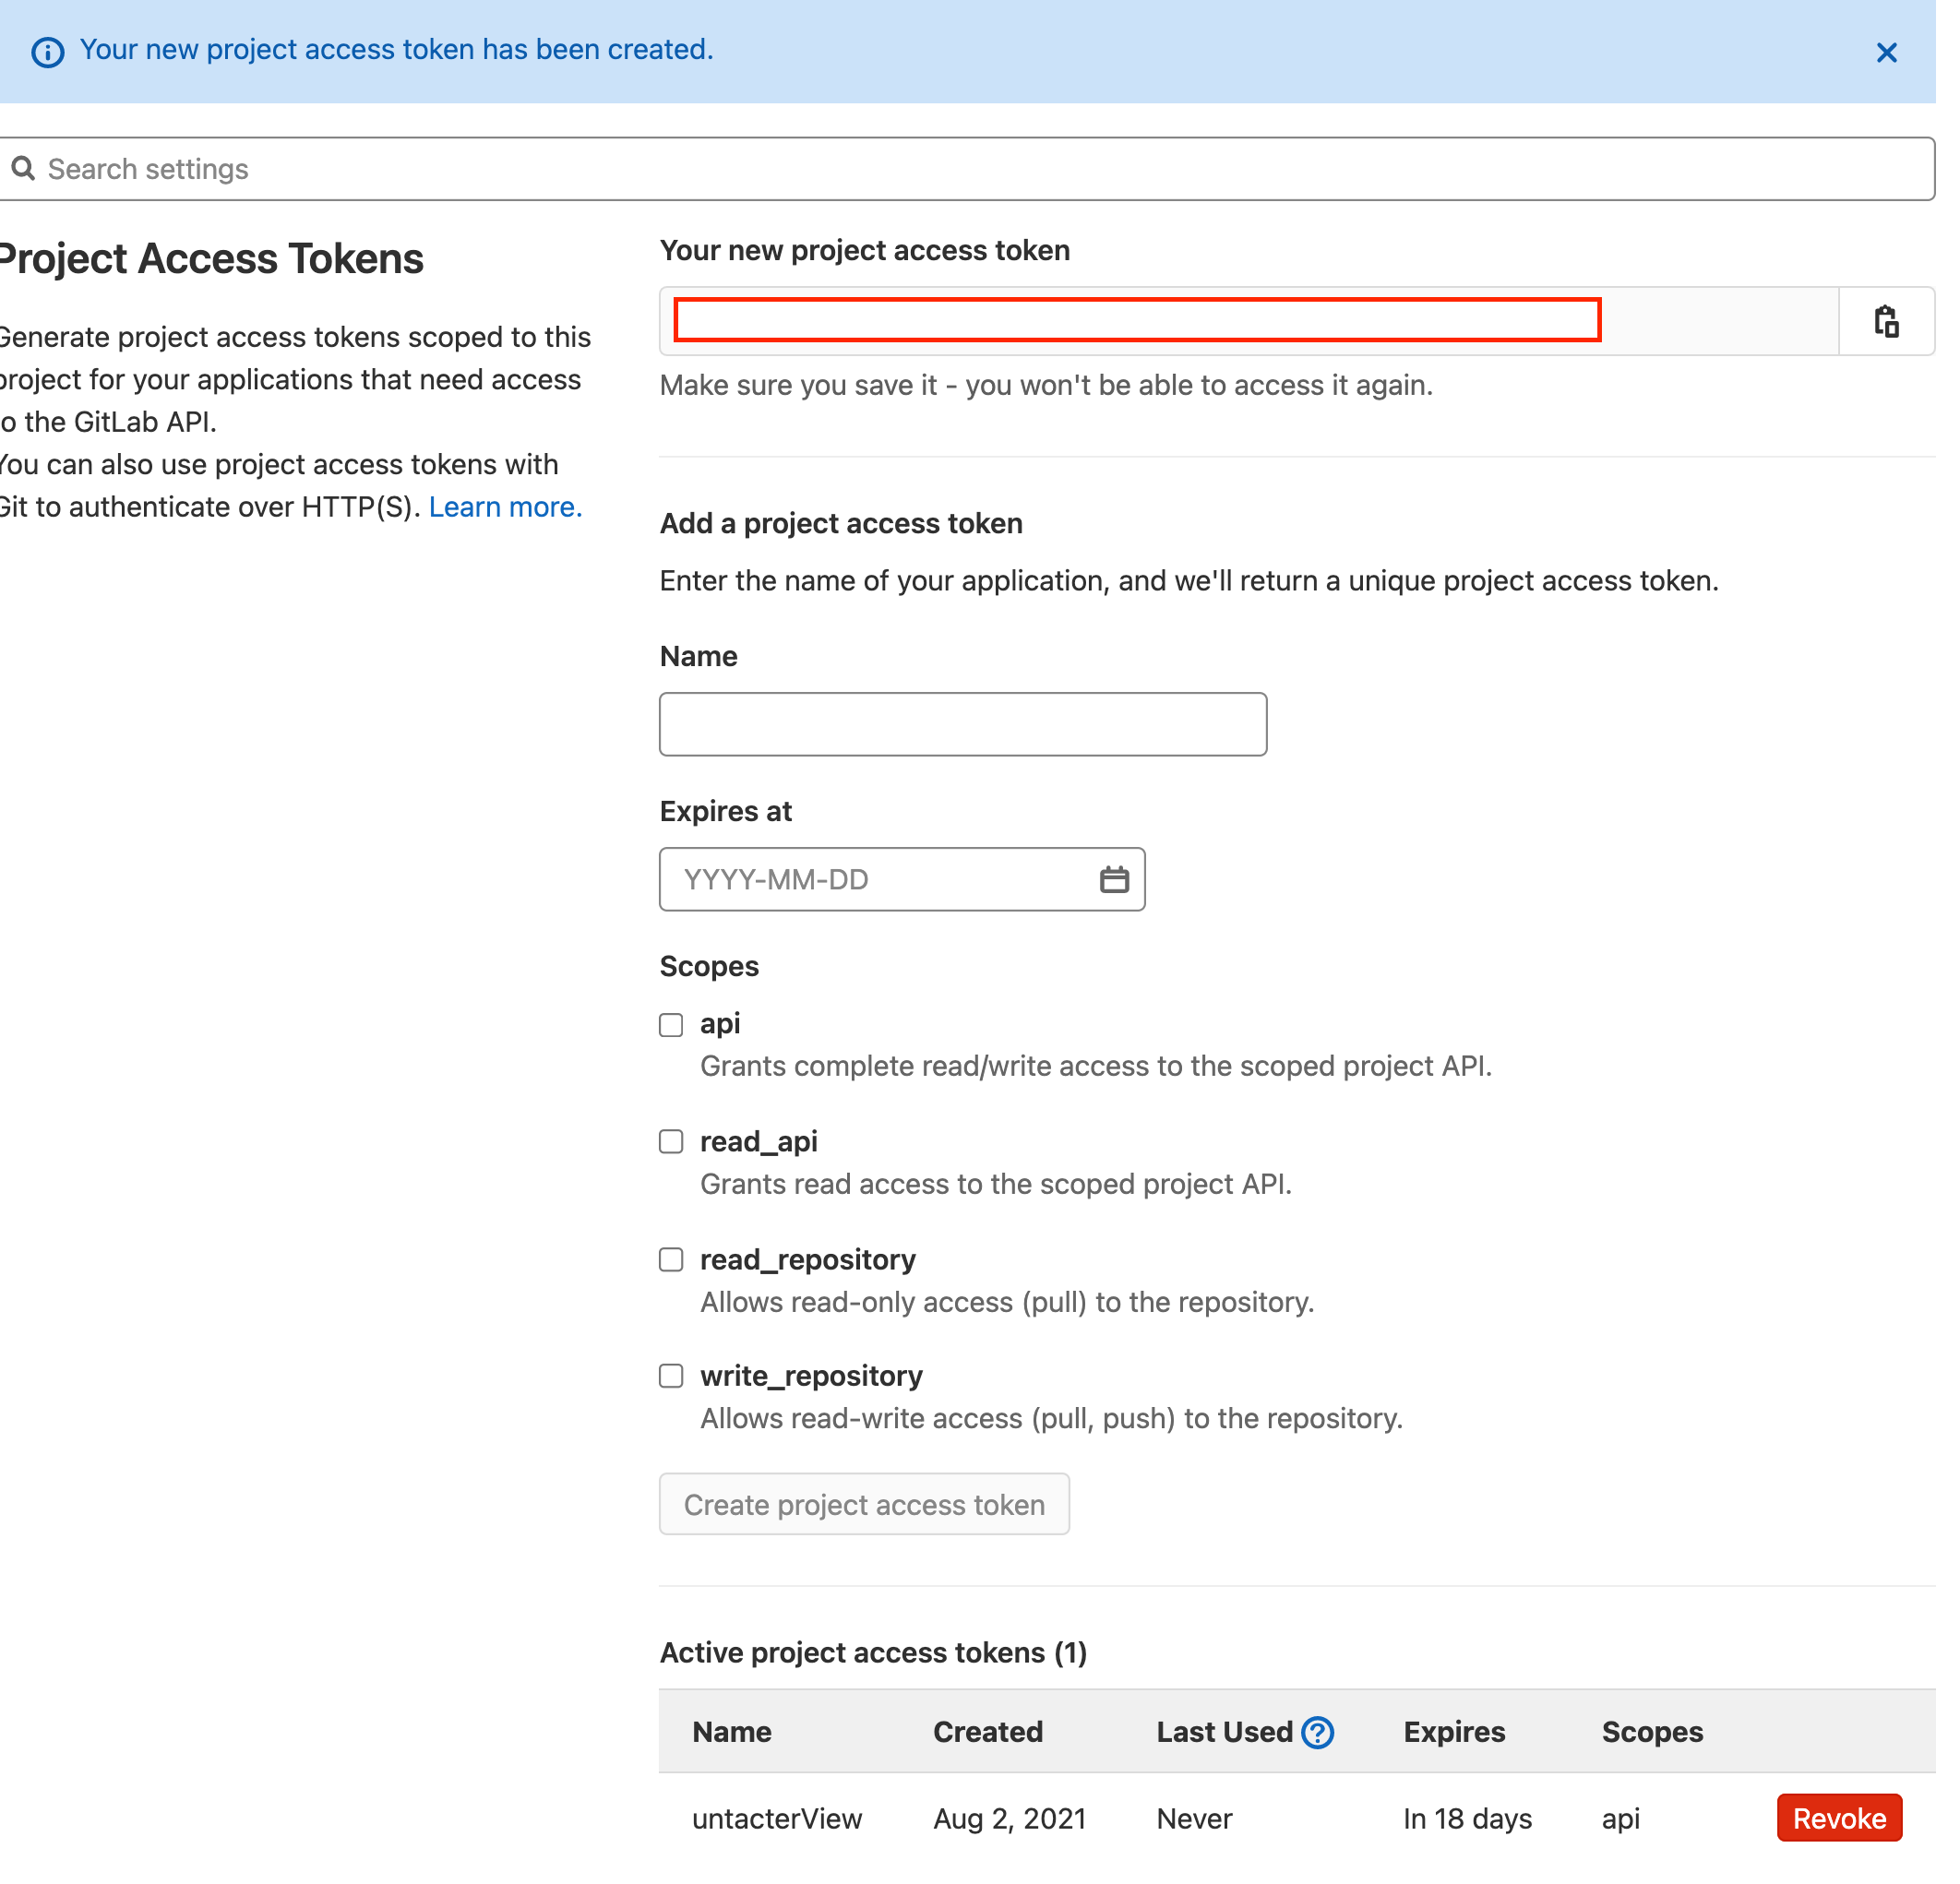 Your new project access token has been created.
Search settings
Project Access Tokens
Generate project access tokens scoped to this
project for your applications that need access
to the GitLab API.
You can also use project access tokens with
Git to authenticate over HTTP(S). Learn more.
Your new project access token
Make sure you save it - you won't be able to access it again.
Add a project access token
Enter the name of your application, and we'll return a unique project access token.
Name
Expires at
YYYY-MM-DD
Scopes
api
Grants complete read/write access to the scoped project API.
read_api
Grants read access to the scoped project API.
read_repository
Allows read-only access (pull) to the repository.
write_repository
Allows read-write access (pull, push) to the repository.
Create project access token
Active project access tokens (1)
Name Created Last Used Expires Scopes
untacterView Aug 2, 2021 Never In 18 days api Revoke